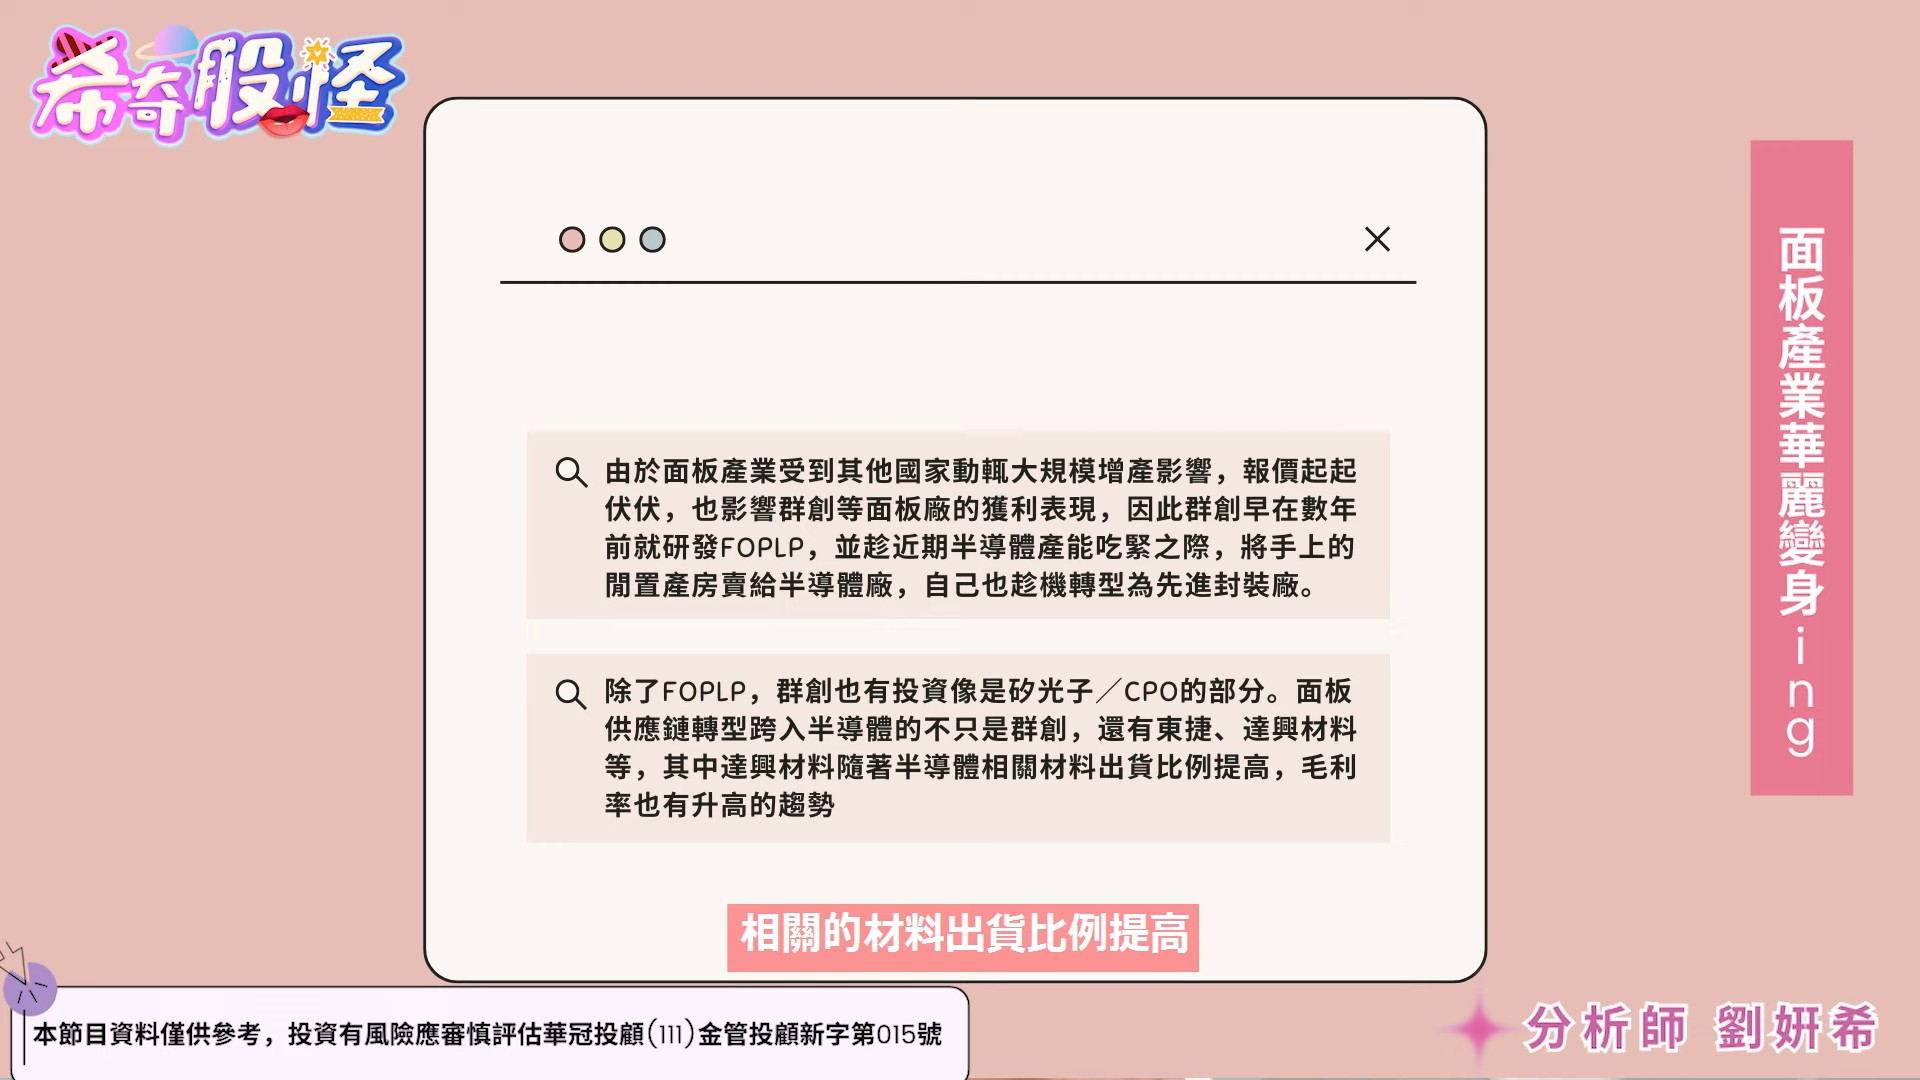 希奇股怪
由於面板產業受到其他國家動輒大規模增產影響，報價起起
伏伏，也影響群創等面板廠的獲利表現，因此群創早在數年
前就研發FOPLP，並趁近期半導體產能吃緊之際，將手上的
閒置產房賣給半導體廠，自己也趁機轉型為先進封裝廠。
除了FOPLP，群創也有投資像是矽光子／CPO的部分。面板
供應鏈轉型跨入半導體的不只是群創，還有東捷、達興材料
等，其中達興材料隨著半導體相關材料出貨比例提高，毛利
率也有升高的趨勢
相關的材料出貨比例提高
面板產業華麗變身ing
本節目資料僅供參考，投資有風險應審慎評估華冠投顧(111)金管投顧新字第015號
分析師 劉妍希